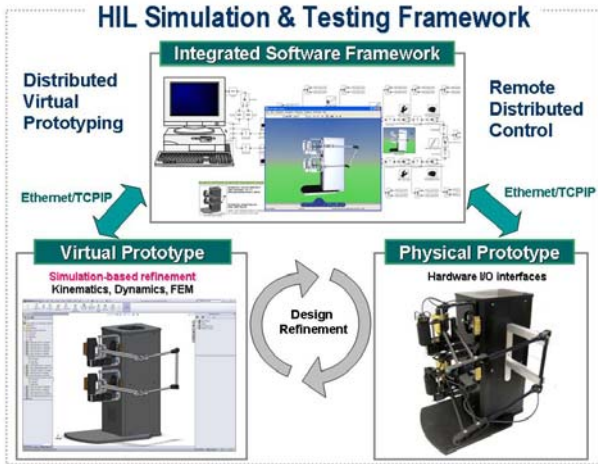 HIL Simulation & Testing Framework
Integrated Software Framework
Distributed
Virtual
Prototyping
Remote
Distributed
Control
Ethernet/TCPIP
Ethernet/TCPIP
Virtual Prototype
Simulation-based refinement
Kinematics, Dynamics, FEM
Design
Refinement
Physical Prototype
Hardware I/O interfaces